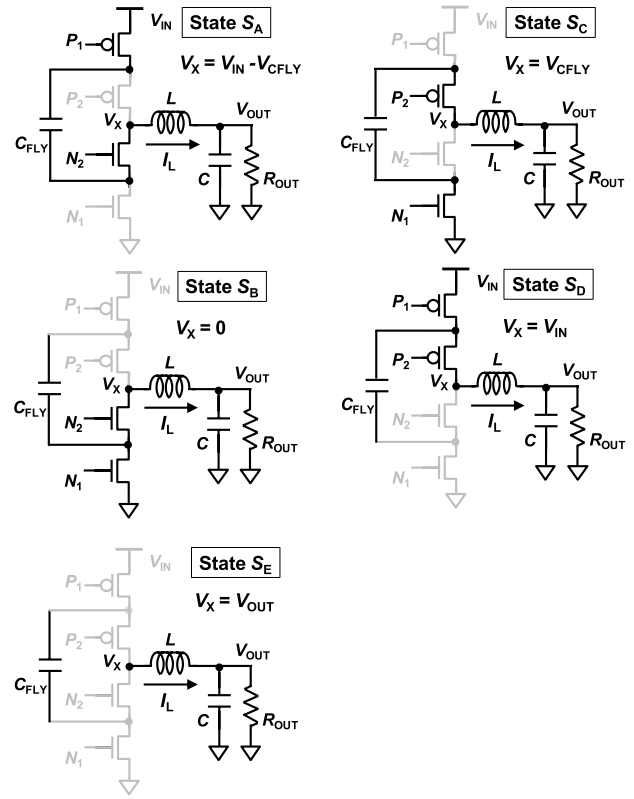 V_IN
State S_A
P_1
V_X = V_IN - V_CFLY
P_2
L
V_OUT
V_X
C_FLY
N_2
I_L
C
R_OUT
N_1
V_IN
State S_C
P_1
V_X = V_CFLY
P_2
L
V_OUT
V_X
C_FLY
N_2
I_L
C
R_OUT
N_1
V_IN
State S_B
P_1
V_X = 0
P_2
L
V_OUT
V_X
C_FLY
N_2
I_L
C
R_OUT
N_1
V_IN
State S_D
P_1
V_X = V_IN
P_2
L
V_OUT
V_X
C_FLY
N_2
I_L
C
R_OUT
N_1
V_IN
State S_E
P_1
V_X = V_OUT
P_2
L
V_OUT
V_X
C_FLY
N_2
I_L
C
R_OUT
N_1